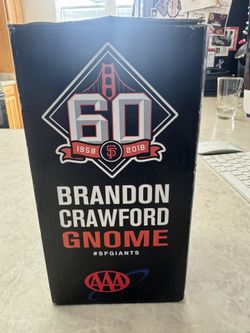 60
1958 SF 2018
BRANDON
CRAWFORD
GNOME
#SFGIANTS
AAA